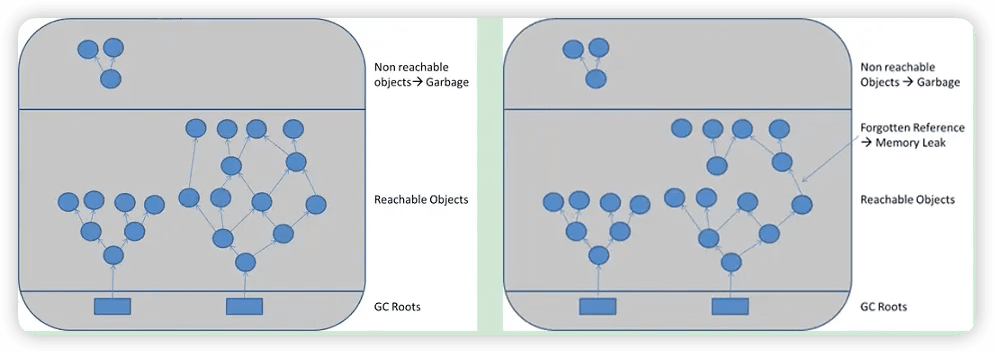 Non reachable
objects→ Garbage
Reachable Objects
GC Roots
Non reachable
Objects → Garbage
Forgotten Reference
→ Memory Leak
Reachable Objects
GC Roots